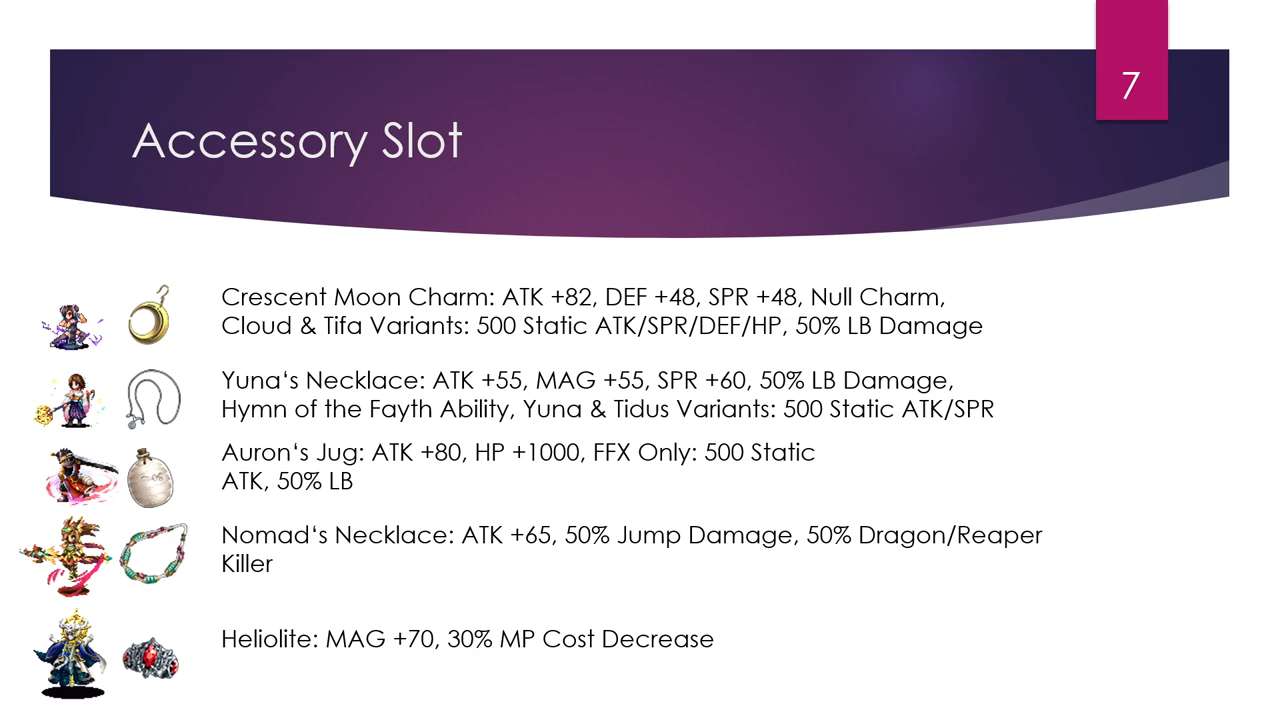 7
Accessory Slot
Crescent Moon Charm: ATK +82, DEF +48, SPR +48, Null Charm,
Cloud & Tifa Variants: 500 Static ATK/SPR/DEF/HP, 50% LB Damage
Yuna‘s Necklace: ATK +55, MAG +55, SPR +60, 50% LB Damage,
Hymn of the Fayth Ability, Yuna & Tidus Variants: 500 Static ATK/SPR
Auron‘s Jug: ATK +80, HP +1000, FFX Only: 500 Static
ATK, 50% LB
Nomad‘s Necklace: ATK +65, 50% Jump Damage, 50% Dragon/Reaper
Killer
Heliolite: MAG +70, 30% MP Cost Decrease